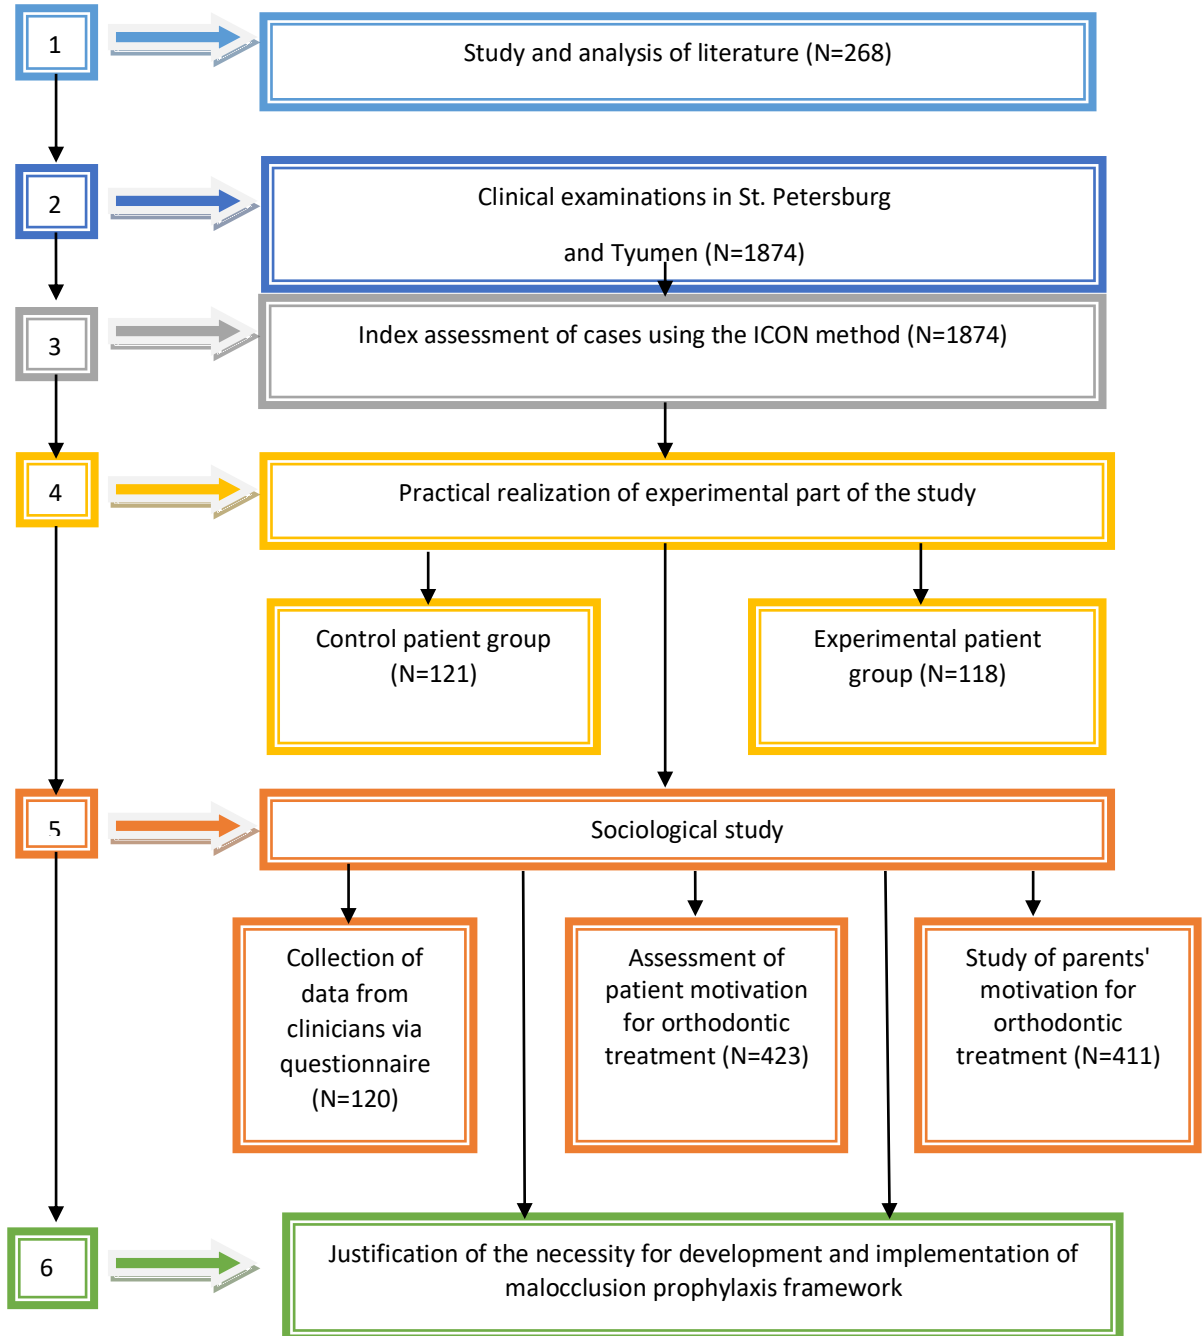 1
Study and analysis of literature (N=268)
2
Clinical examinations in St. Petersburg
and Tyumen (N=1874)
3
Index assessment of cases using the ICON method (N=1874)
4
Practical realization of experimental part of the study
Control patient group
(N=121)
Experimental patient
group (N=118)
5
Sociological study
Collection of
data from
clinicians via
questionnaire
(N=120)
Assessment of
patient motivation
for orthodontic
treatment (N=423)
Study of parents'
motivation for
orthodontic
treatment (N=411)
6
Justification of the necessity for development and implementation of
malocclusion prophylaxis framework